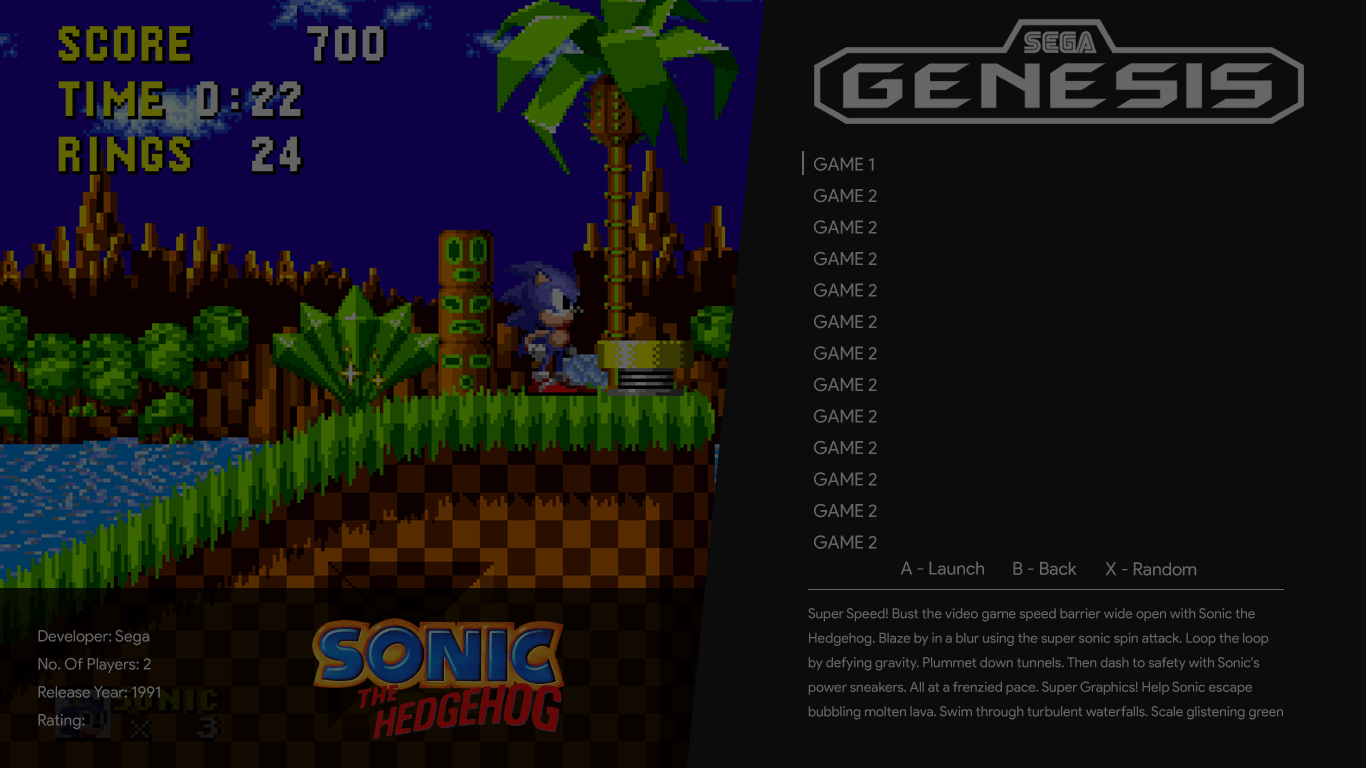 SCORE 700
TIME 0:22
RINGS 24
SEGA
GENESIS
GAME 1
GAME 2
GAME 2
GAME 2
GAME 2
GAME 2
GAME 2
GAME 2
GAME 2
GAME 2
GAME 2
GAME 2
GAME 2
A - Launch B - Back X - Random
Super Speed! Bust the video game speed barrier wide open with Sonic the
Hedgehog. Blaze by in a blur using the super sonic spin attack. Loop the loop
by defying gravity. Plummet down tunnels. Then dash to safety with Sonic's
power sneakers. All at a frenzied pace. Super Graphics! Help Sonic escape
bubbling molten lava. Swim through turbulent waterfalls. Scale glistening green
Developer: Sega
No. Of Players: 2
Release Year: 1991
Rating:
SONIC
X 3
SONIC
THE
HEDGEHOG